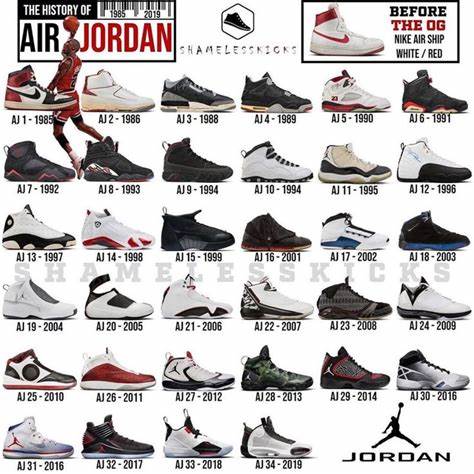 THE HISTORY OF 1985 2019
AIR JORDAN
SHAMELESSKICKS
BEFORE
THE OG
NIKE AIR SHIP
WHITE / RED
AJ 1 - 1985
AJ 2 - 1986
AJ 3 - 1988
AJ 4 - 1989
AJ 5 - 1990
AJ 6 - 1991
AJ 7 - 1992
AJ 8 - 1993
AJ 9 - 1994
AJ 10 - 1994
AJ 11 - 1995
AJ 12 - 1996
AJ 13 - 1997
AJ 14 - 1998
AJ 15 - 1999
AJ 16 - 2001
AJ 17 - 2002
AJ 18 - 2003
SHAMELESSKICKS
AJ 19 - 2004
AJ 20 - 2005
AJ 21 - 2006
AJ 22 - 2007
AJ 23 - 2008
AJ 24 - 2009
AJ 25 - 2010
AJ 26 - 2011
AJ 27 - 2012
AJ 28 - 2013
AJ 29 - 2014
AJ 30 - 2016
AJ 31 - 2016
AJ 32 - 2017
AJ 33 - 2018
AJ 34 - 2019
JORDAN